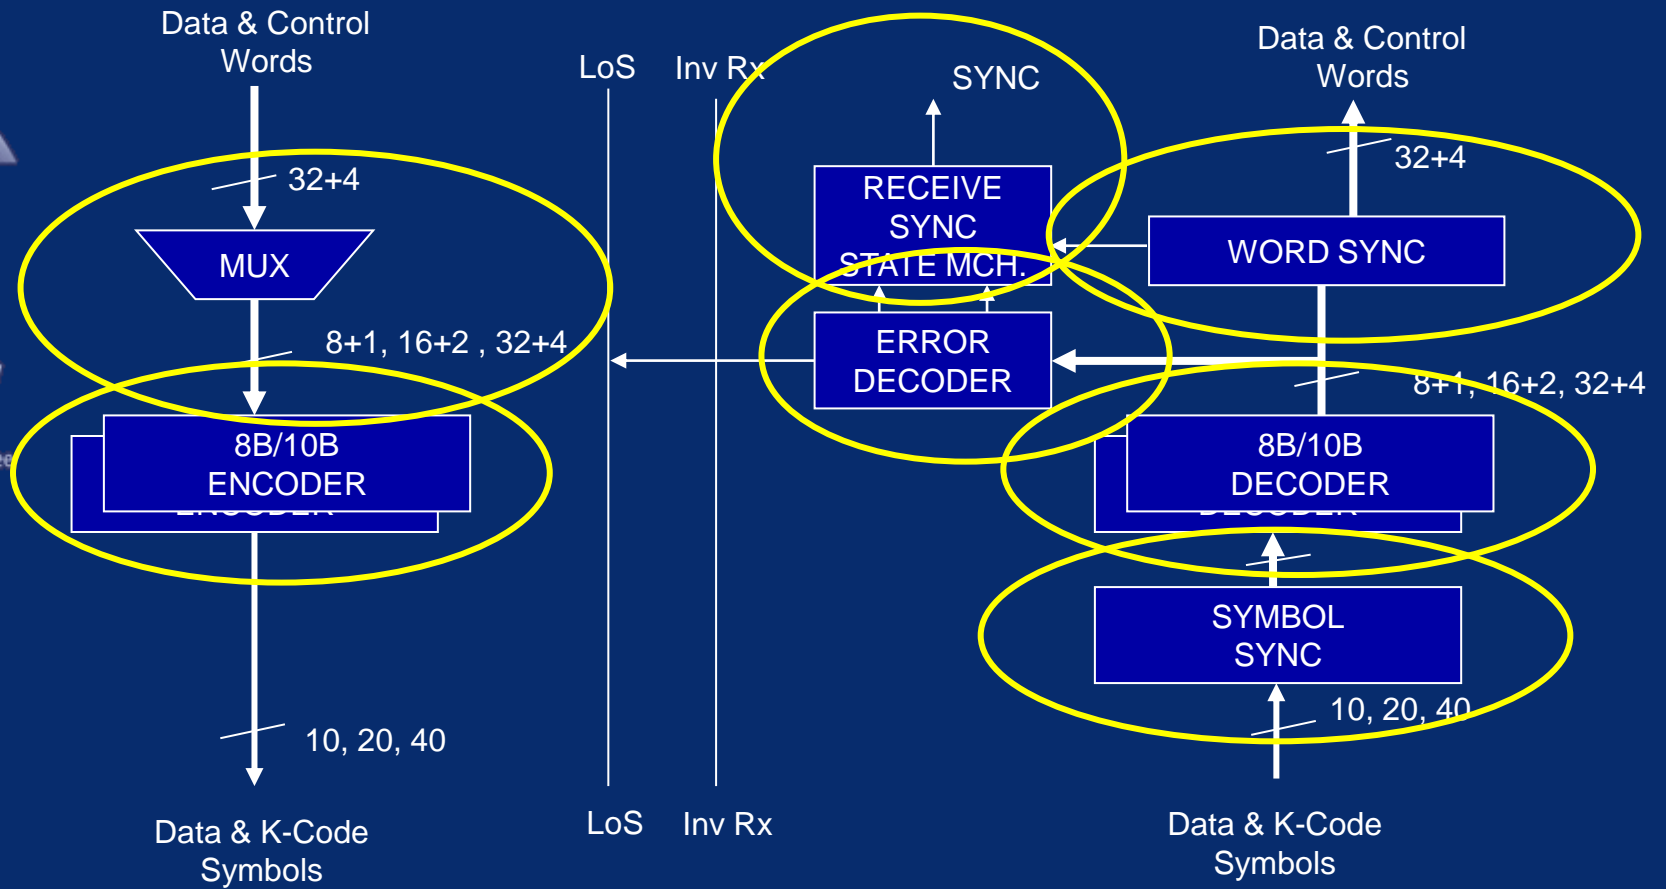 Data & Control
Words
32+4
MUX
8+1, 16+2 , 32+4
8B/10B
ENCODER
ENCODER
10, 20, 40
Data & K-Code
Symbols
LoS
Inv Rx
LoS
Inv Rx
SYNC
RECEIVE
SYNC
STATE MCH.
ERROR
DECODER
Data & Control
Words
32+4
WORD SYNC
8+1, 16+2, 32+4
8B/10B
DECODER
DECODER
SYMBOL
SYNC
10, 20, 40
Data & K-Code
Symbols